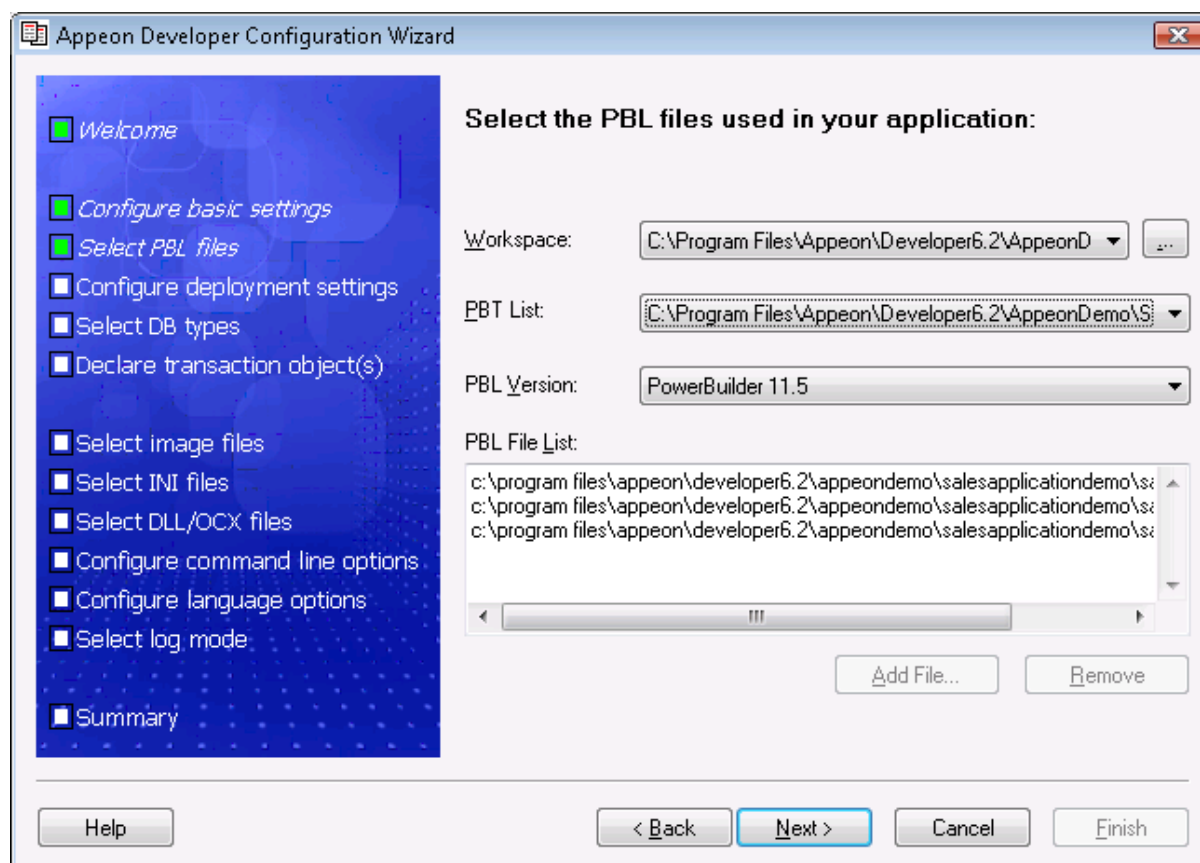 Appeon Developer Configuration Wizard
Welcome
Configure basic settings
Select PBL files
Configure deployment settings
Select DB types
Declare transaction object(s)
Select image files
Select INI files
Select DLL/OCX files
Configure command line options
Configure language options
Select log mode
Summary
Select the PBL files used in your application:
Workspace: C:\Program Files\Appeon\Developer6.2\AppeonD ...
PBT List: C:\Program Files\Appeon\Developer6.2\AppeonDemo\S
PBL Version: PowerBuilder 11.5
PBL File List:
c:\program files\appeon\developer6.2\appeondemo\salesapplicationdemo\sa
c:\program files\appeon\developer6.2\appeondemo\salesapplicationdemo\sa
c:\program files\appeon\developer6.2\appeondemo\salesapplicationdemo\sa
Add File... Remove
Help < Back Next > Cancel Finish